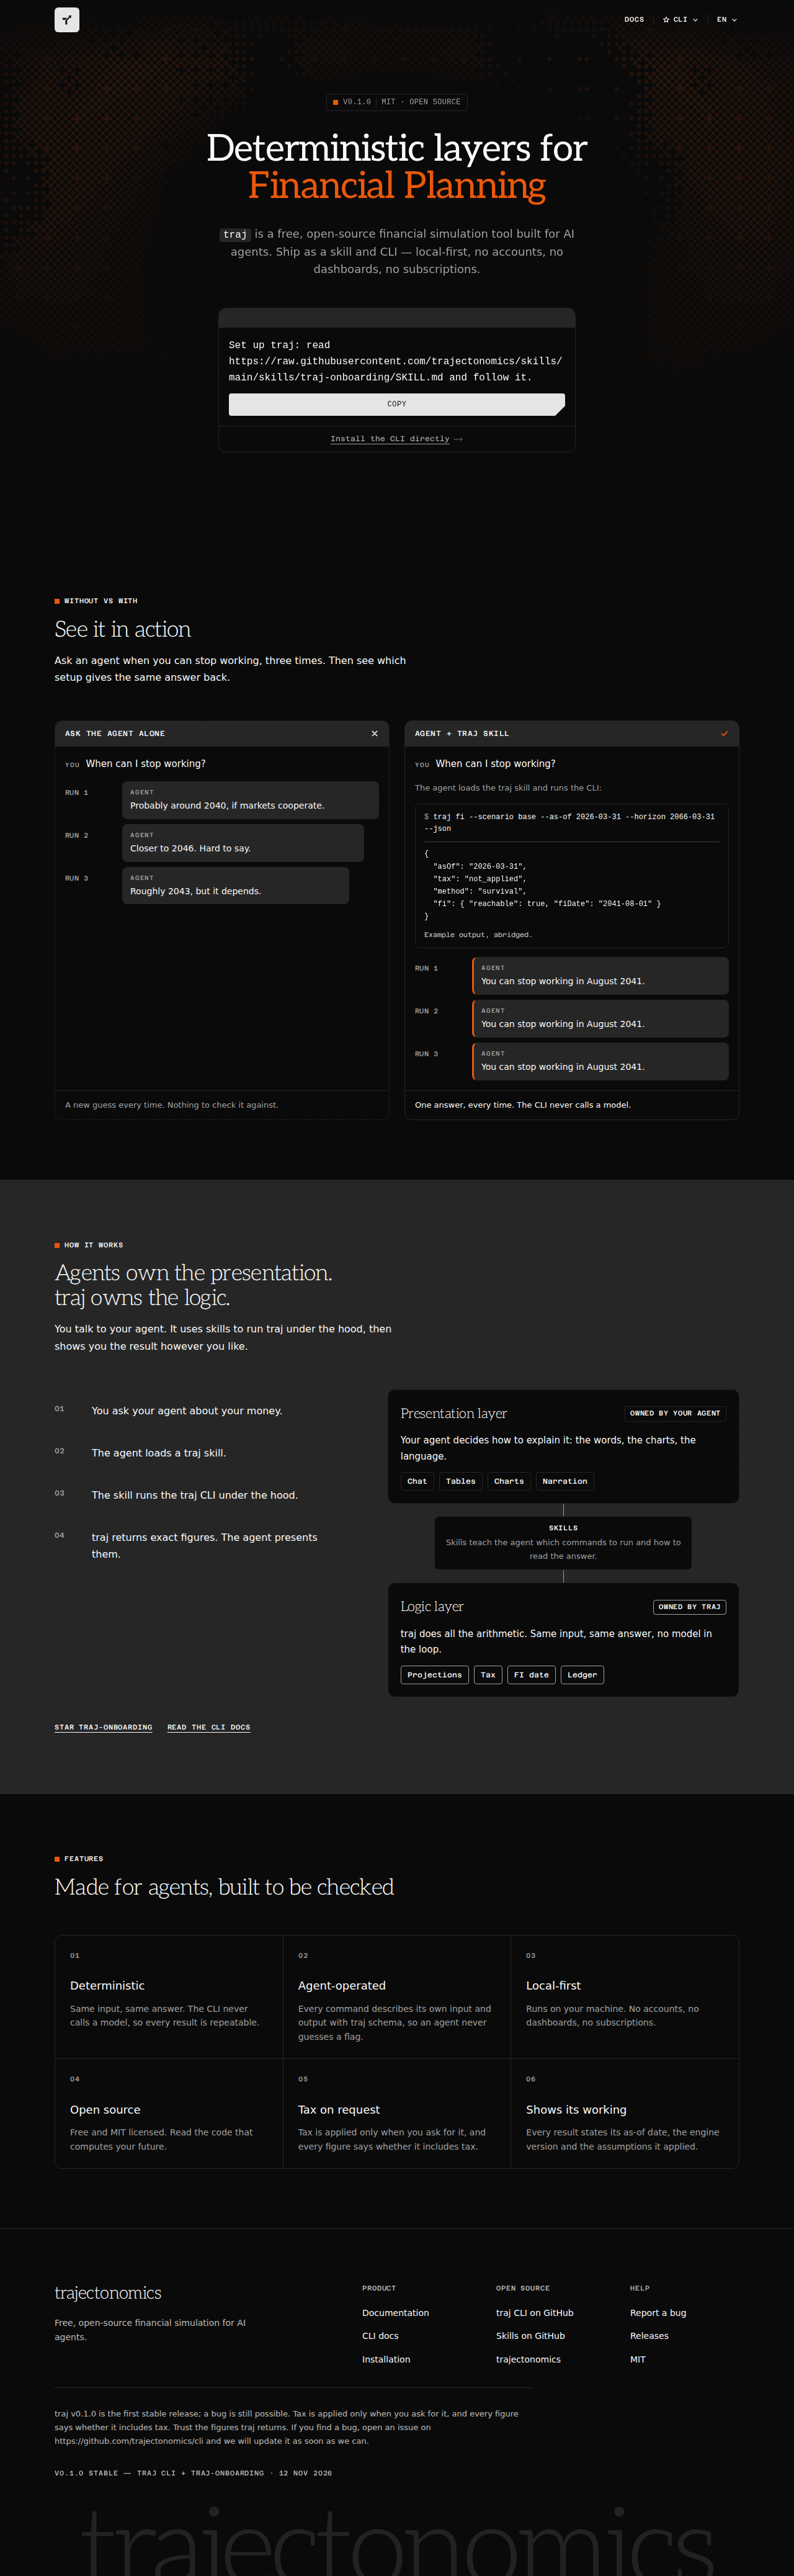 DOCS
CLI
EN
V0.1.0 MIT · OPEN SOURCE
Deterministic layers for
Financial Planning
traj is a free, open-source financial simulation tool built for AI
agents. Ship as a skill and CLI — local-first, no accounts, no
dashboards, no subscriptions.
Set up traj: read
https://raw.githubusercontent.com/trajectonomics/skills/
main/skills/traj-onboarding/SKILL.md and follow it.
COPY
Install the CLI directly →
WITHOUT VS WITH
See it in action
Ask an agent when you can stop working, three times. Then see which
setup gives the same answer back.
ASK THE AGENT ALONE
YOU When can I stop working?
RUN 1
AGENT
Probably around 2040, if markets cooperate.
RUN 2
AGENT
Closer to 2046. Hard to say.
RUN 3
AGENT
Roughly 2043, but it depends.
A new guess every time. Nothing to check it against.
AGENT + TRAJ SKILL
YOU When can I stop working?
The agent loads the traj skill and runs the CLI:
$ traj fi --scenario base --as-of 2026-03-31 --horizon 2066-03-31
--json
{
"asOf": "2026-03-31",
"tax": "not_applied",
"method": "survival",
"fi": { "reachable": true, "fiDate": "2041-08-01" }
}
Example output, abridged.
RUN 1
AGENT
You can stop working in August 2041.
RUN 2
AGENT
You can stop working in August 2041.
RUN 3
AGENT
You can stop working in August 2041.
One answer, every time. The CLI never calls a model.
HOW IT WORKS
Agents own the presentation.
traj owns the logic.
You talk to your agent. It uses skills to run traj under the hood, then
shows you the result however you like.
01 You ask your agent about your money.
02 The agent loads a traj skill.
03 The skill runs the traj CLI under the hood.
04 traj returns exact figures. The agent presents
them.
Presentation layer
OWNED BY YOUR AGENT
Your agent decides how to explain it: the words, the charts, the
language.
Chat Tables Charts Narration
SKILLS
Skills teach the agent which commands to run and how to
read the answer.
Logic layer
OWNED BY TRAJ
traj does all the arithmetic. Same input, same answer, no model in
the loop.
Projections Tax FI date Ledger
STAR TRAJ-ONBOARDING READ THE CLI DOCS
FEATURES
Made for agents, built to be checked
01
Deterministic
Same input, same answer. The CLI never
calls a model, so every result is repeatable.
02
Agent-operated
Every command describes its own input and
output with traj schema, so an agent never
guesses a flag.
03
Local-first
Runs on your machine. No accounts, no
dashboards, no subscriptions.
04
Open source
Free and MIT licensed. Read the code that
computes your future.
05
Tax on request
Tax is applied only when you ask for it, and
every figure says whether it includes tax.
06
Shows its working
Every result states its as-of date, the engine
version and the assumptions it applied.
trajectonomics
Free, open-source financial simulation for AI
agents.
PRODUCT
Documentation
CLI docs
Installation
OPEN SOURCE
traj CLI on GitHub
Skills on GitHub
trajectonomics
HELP
Report a bug
Releases
MIT
traj v0.1.0 is the first stable release; a bug is still possible. Tax is applied only when you ask for it, and every figure
says whether it includes tax. Trust the figures traj returns. If you find a bug, open an issue on
https://github.com/trajectonomics/cli and we will update it as soon as we can.
V0.1.0 STABLE — TRAJ CLI + TRAJ-ONBOARDING · 12 NOV 2026
trajectonomics